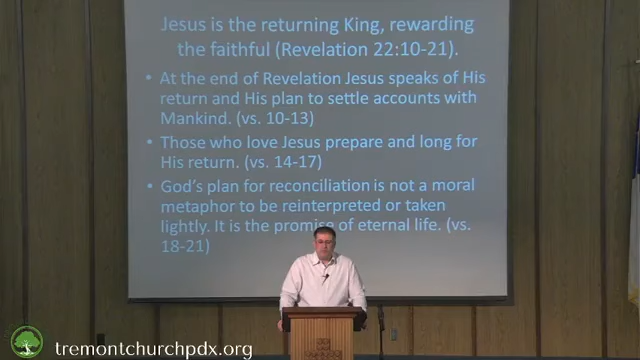 Jesus is the returning King, rewarding
the faithful (Revelation 22:10-21).
• At the end of Revelation Jesus speaks of His
return and His plan to settle accounts with
Mankind. (vs. 10-13)
• Those who love Jesus prepare and long for
His return. (vs. 14-17)
• God's plan for reconciliation is not a moral
metaphor to be reinterpreted or taken
lightly. It is the promise of eternal life. (vs.
18-21)
tremontchurchpdx.org